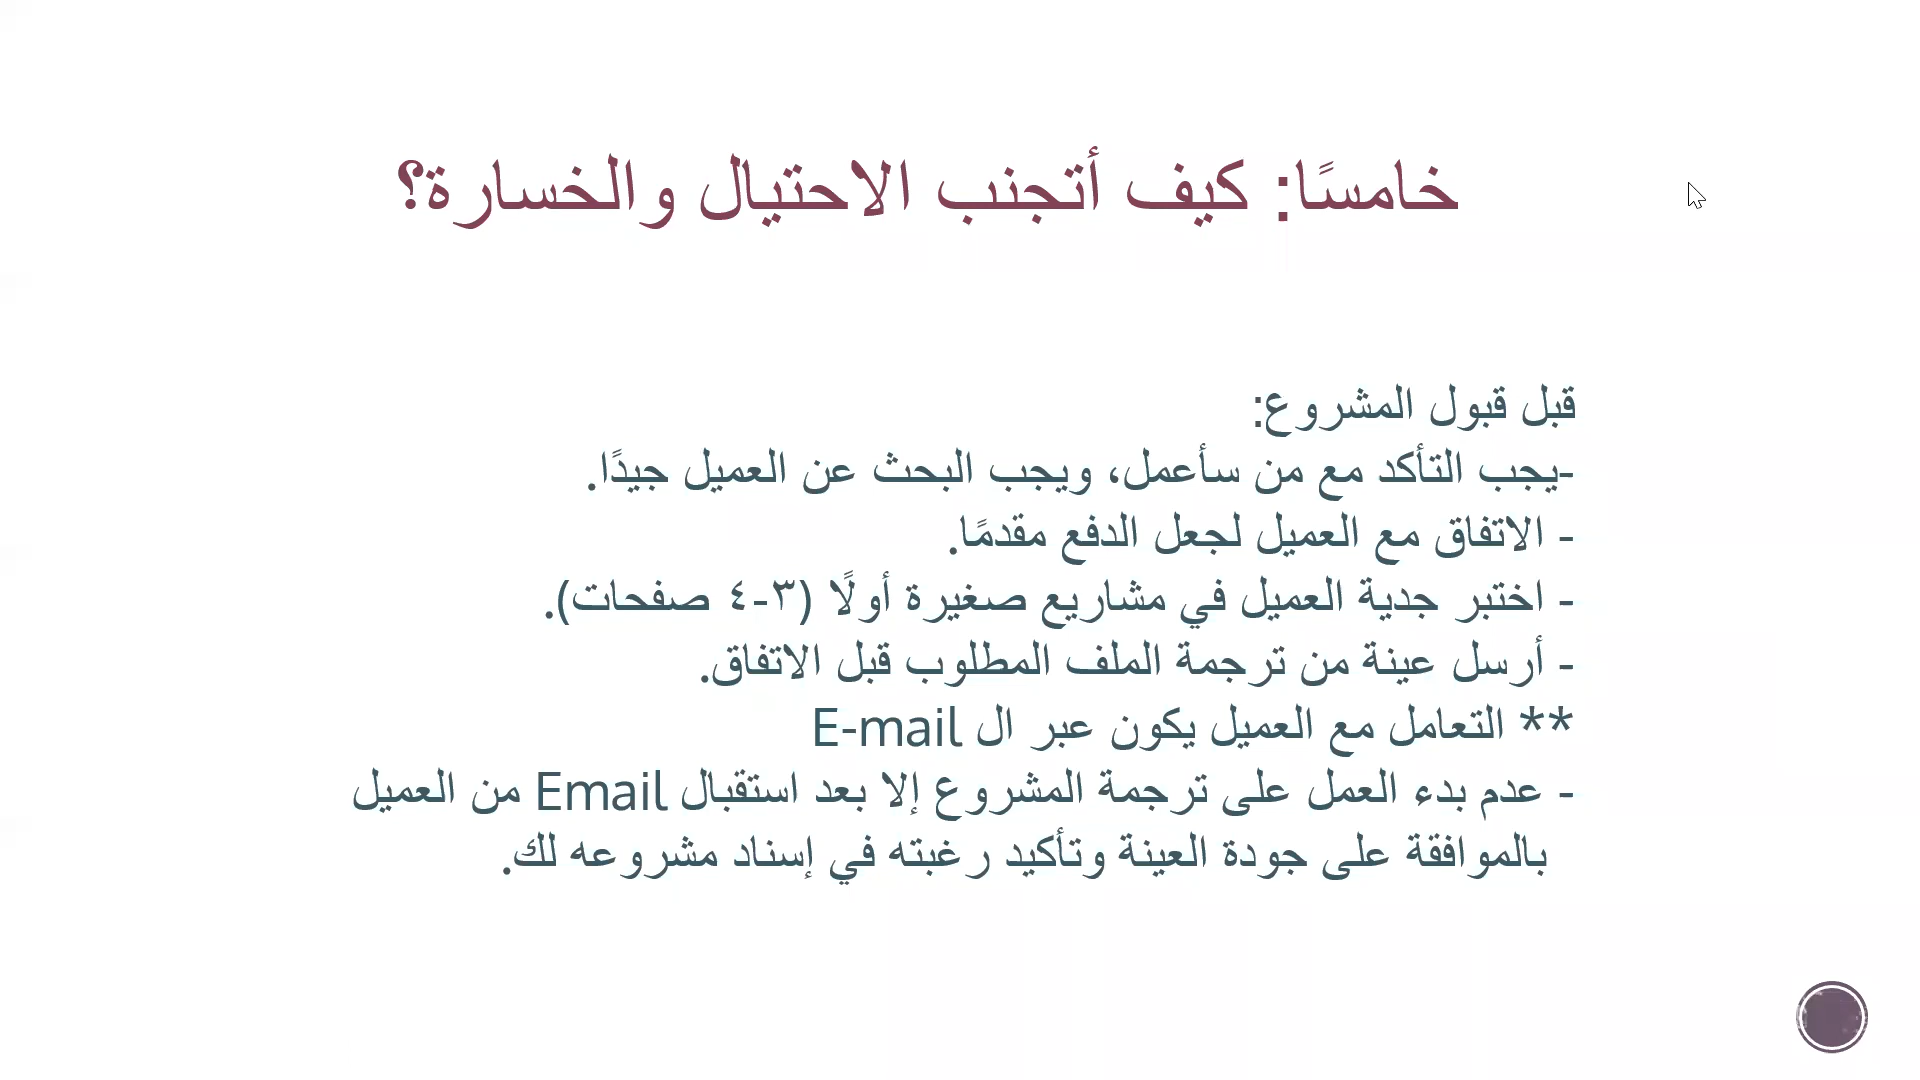 خامسًا: كيف أتجنب الاحتيال والخسارة؟
قبل قبول المشروع:
-يجب التأكد مع من سأعمل، ويجب البحث عن العميل جيدًا.
- الاتفاق مع العميل لجعل الدفع مقدمًا.
- اختبر جدية العميل في مشاريع صغيرة أولًا (٣-٤ صفحات).
- أرسل عينة من ترجمة الملف المطلوب قبل الاتفاق.
** التعامل مع العميل يكون عبر ال E-mail
- عدم بدء العمل على ترجمة المشروع إلا بعد استقبال Email من العميل
بالموافقة على جودة العينة وتأكيد رغبته في إسناد مشروعه لك.